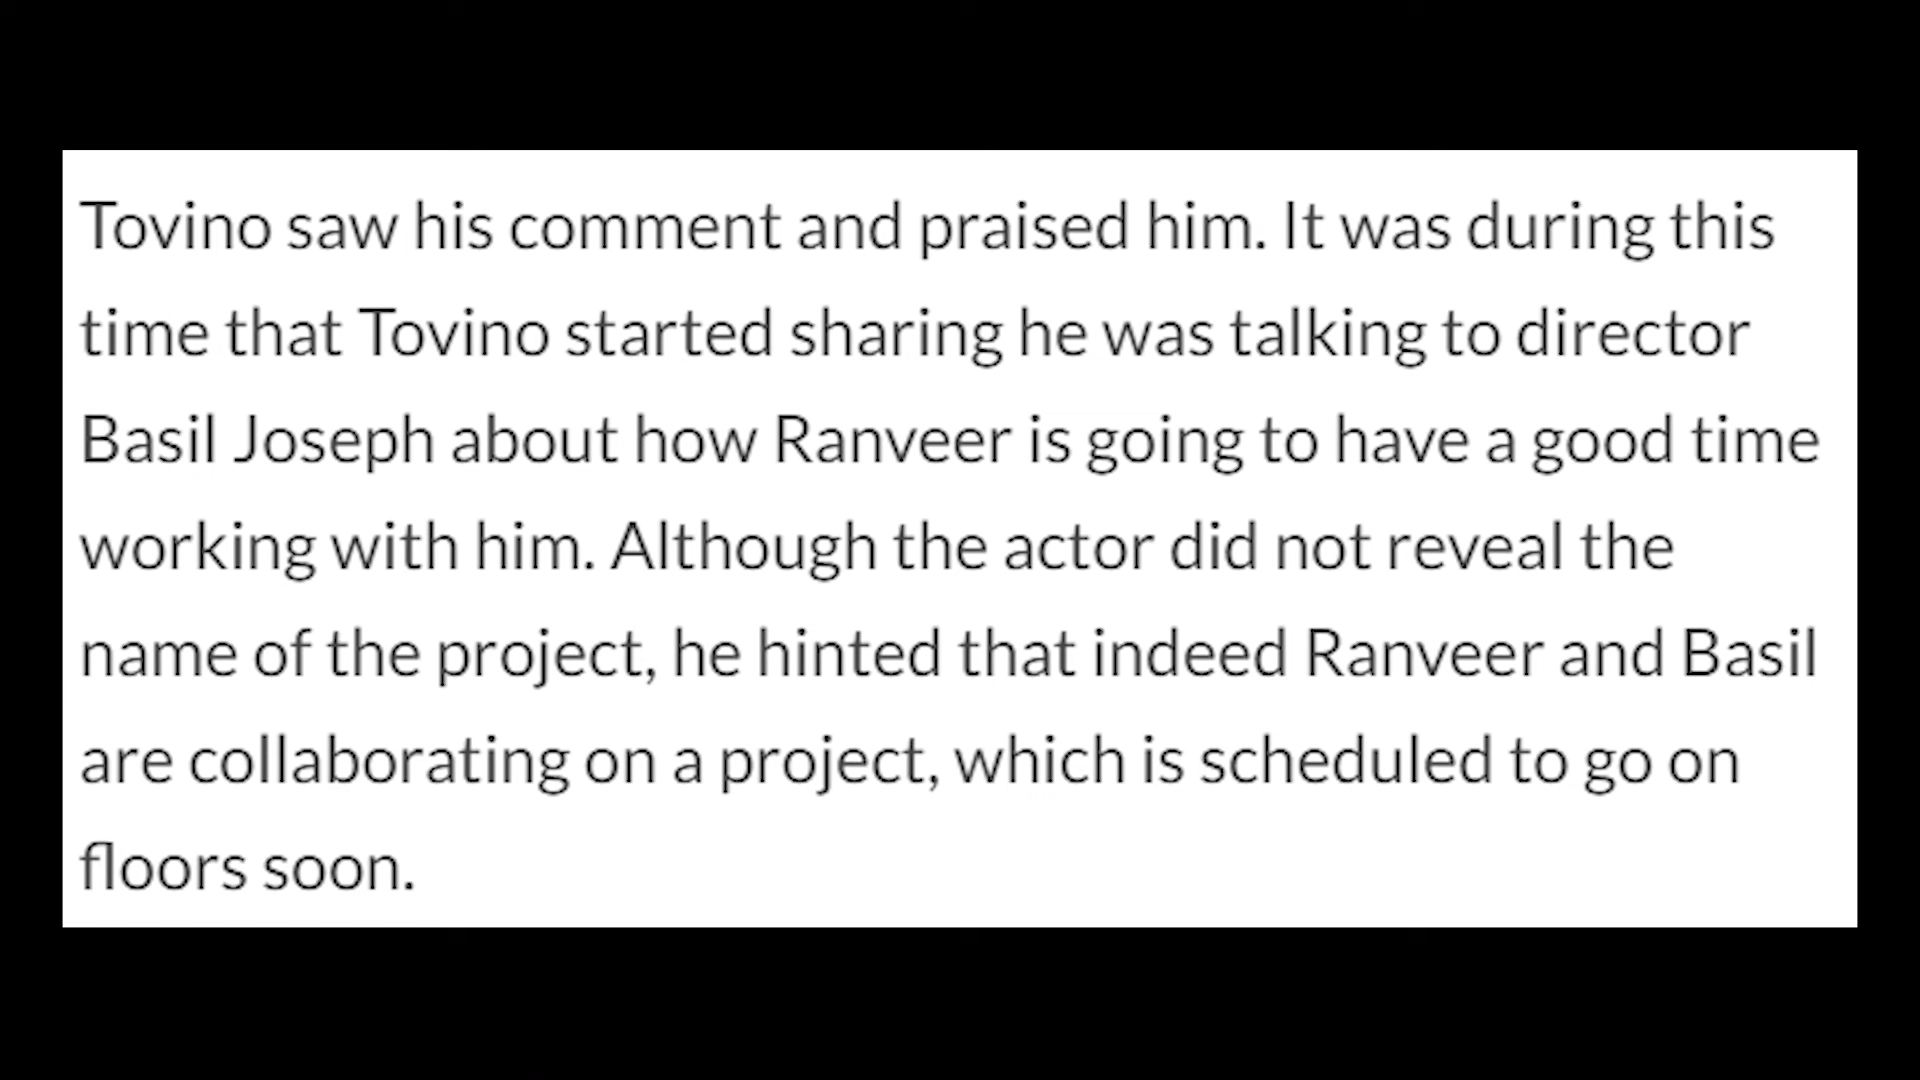 Tovino saw his comment and praised him. It was during this
time that Tovino started sharing he was talking to director
Basil Joseph about how Ranveer is going to have a good time
working with him. Although the actor did not reveal the
name of the project, he hinted that indeed Ranveer and Basil
are collaborating on a project, which is scheduled to go on
floors soon.